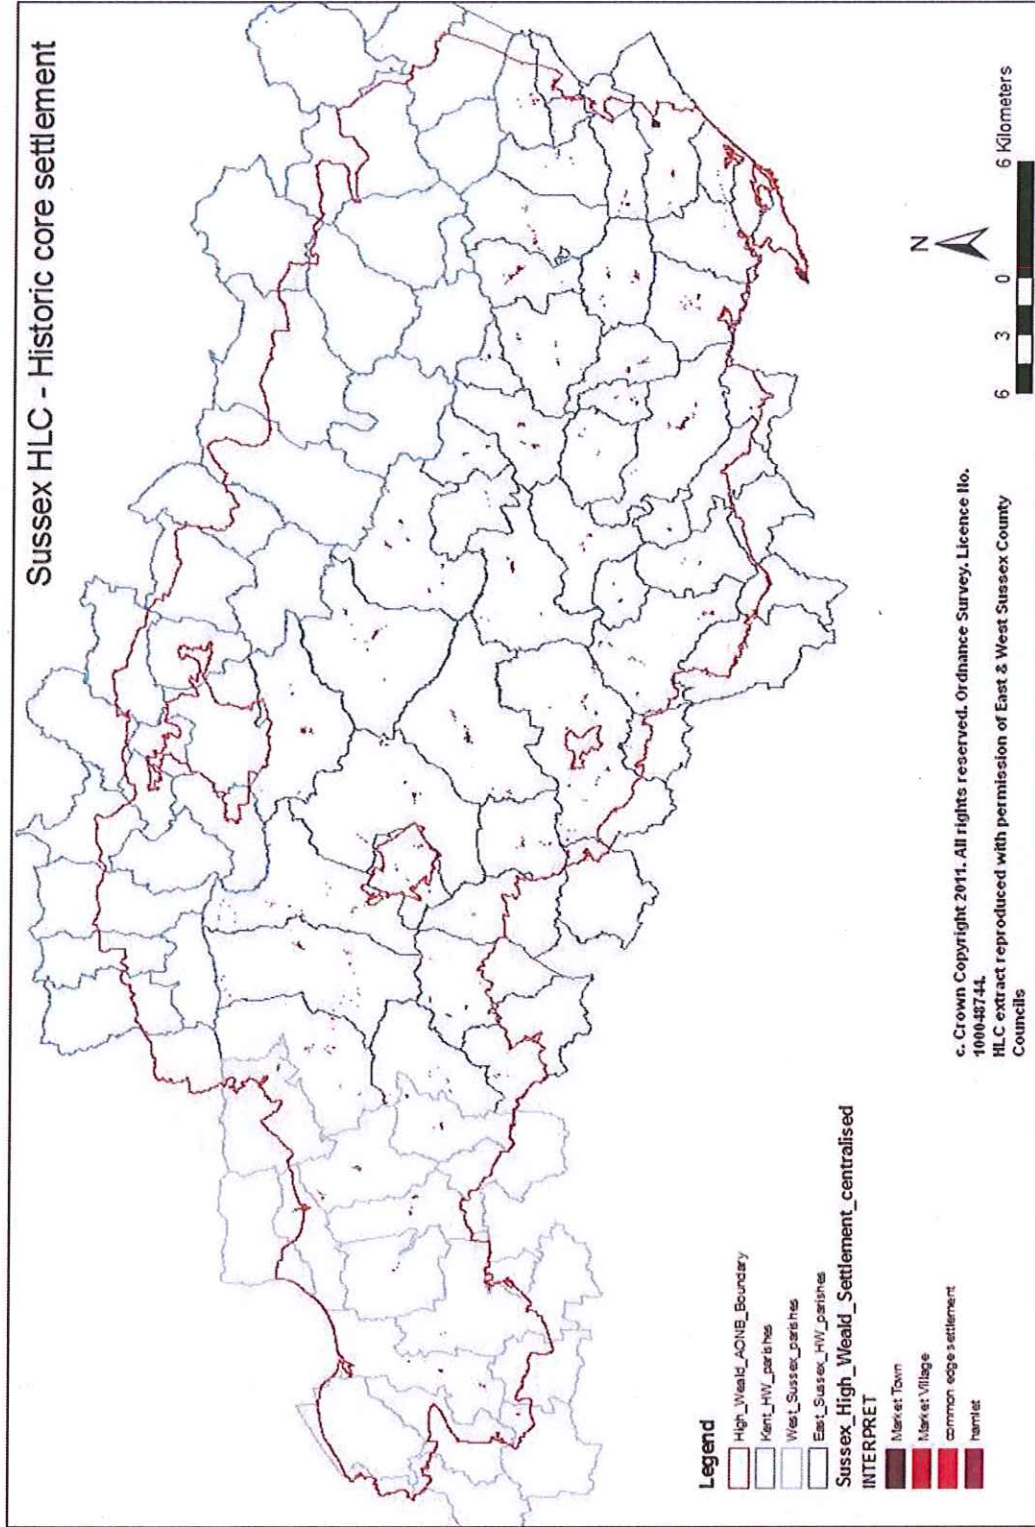 Sussex HLC - Historic core settlement
N
6 3 0 6 Kilometers
Legend
High_Weald_AONB_Boundary
Kent_HW_parishes
West_Sussex_parishes
East_Sussex_HW_parishes
Sussex_High_Weald_Settlement_centralised
INTERPRET
Market Town
Market Village
common edge settlement
hamlet
c. Crown Copyright 2011. All rights reserved. Ordnance Survey. Licence No.
100048744.
HLC extract reproduced with permission of East & West Sussex County
Councils